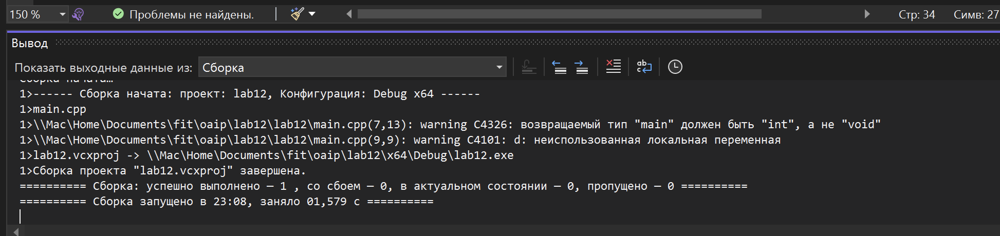 150 %
Проблемы не найдены.
Стр: 34
Симв: 27
Вывод
Показать выходные данные из: Сборка
Сборка начата…
1>------ Сборка начата: проект: lab12, Конфигурация: Debug x64 ------
1>main.cpp
1>\\Mac\Home\Documents\fit\oaip\lab12\lab12\main.cpp(7,13): warning C4326: возвращаемый тип "main" должен быть "int", а не "void"
1>\\Mac\Home\Documents\fit\oaip\lab12\lab12\main.cpp(9,9): warning C4101: d: неиспользованная локальная переменная
1>lab12.vcxproj -> \\Mac\Home\Documents\fit\oaip\lab12\x64\Debug\lab12.exe
1>Сборка проекта "lab12.vcxproj" завершена.
========== Сборка: успешно выполнено — 1 , со сбоем — 0, в актуальном состоянии — 0, пропущено — 0 ==========
========== Сборка запущено в 23:08, заняло 01,579 с ==========